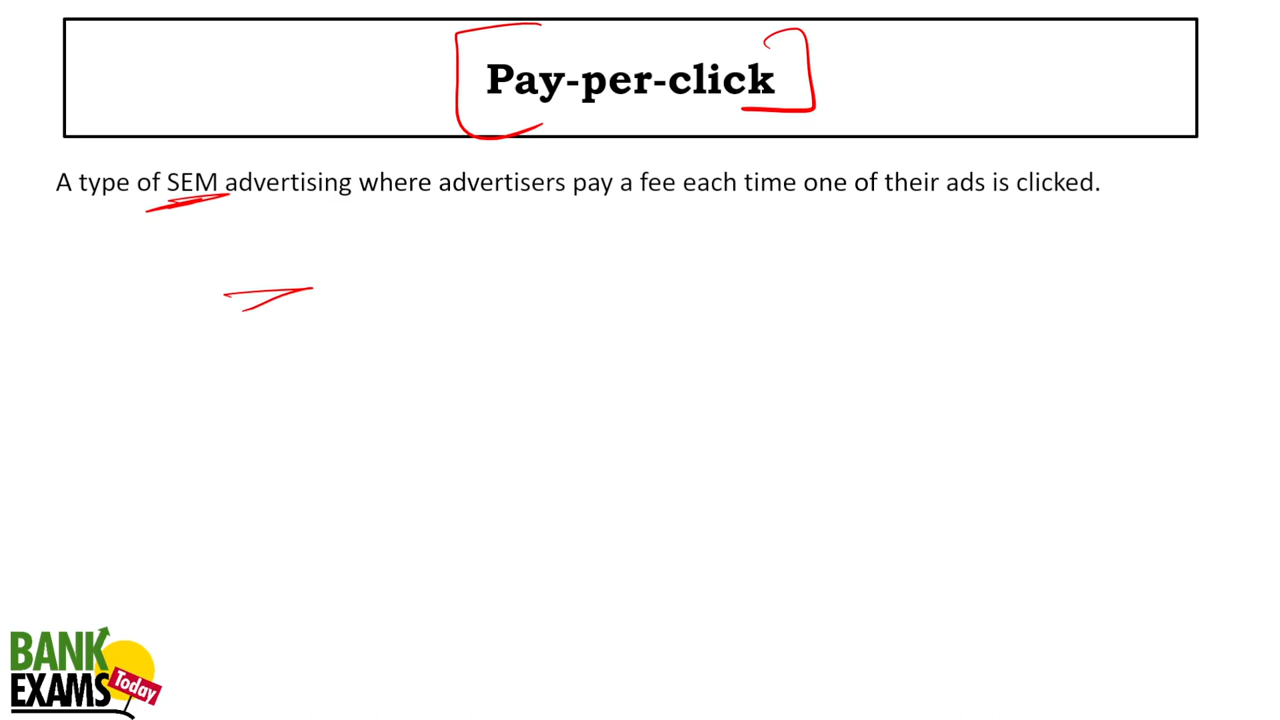 Pay-per-click
A type of SEM advertising where advertisers pay a fee each time one of their ads is clicked.
BANK
EXAMS
Today